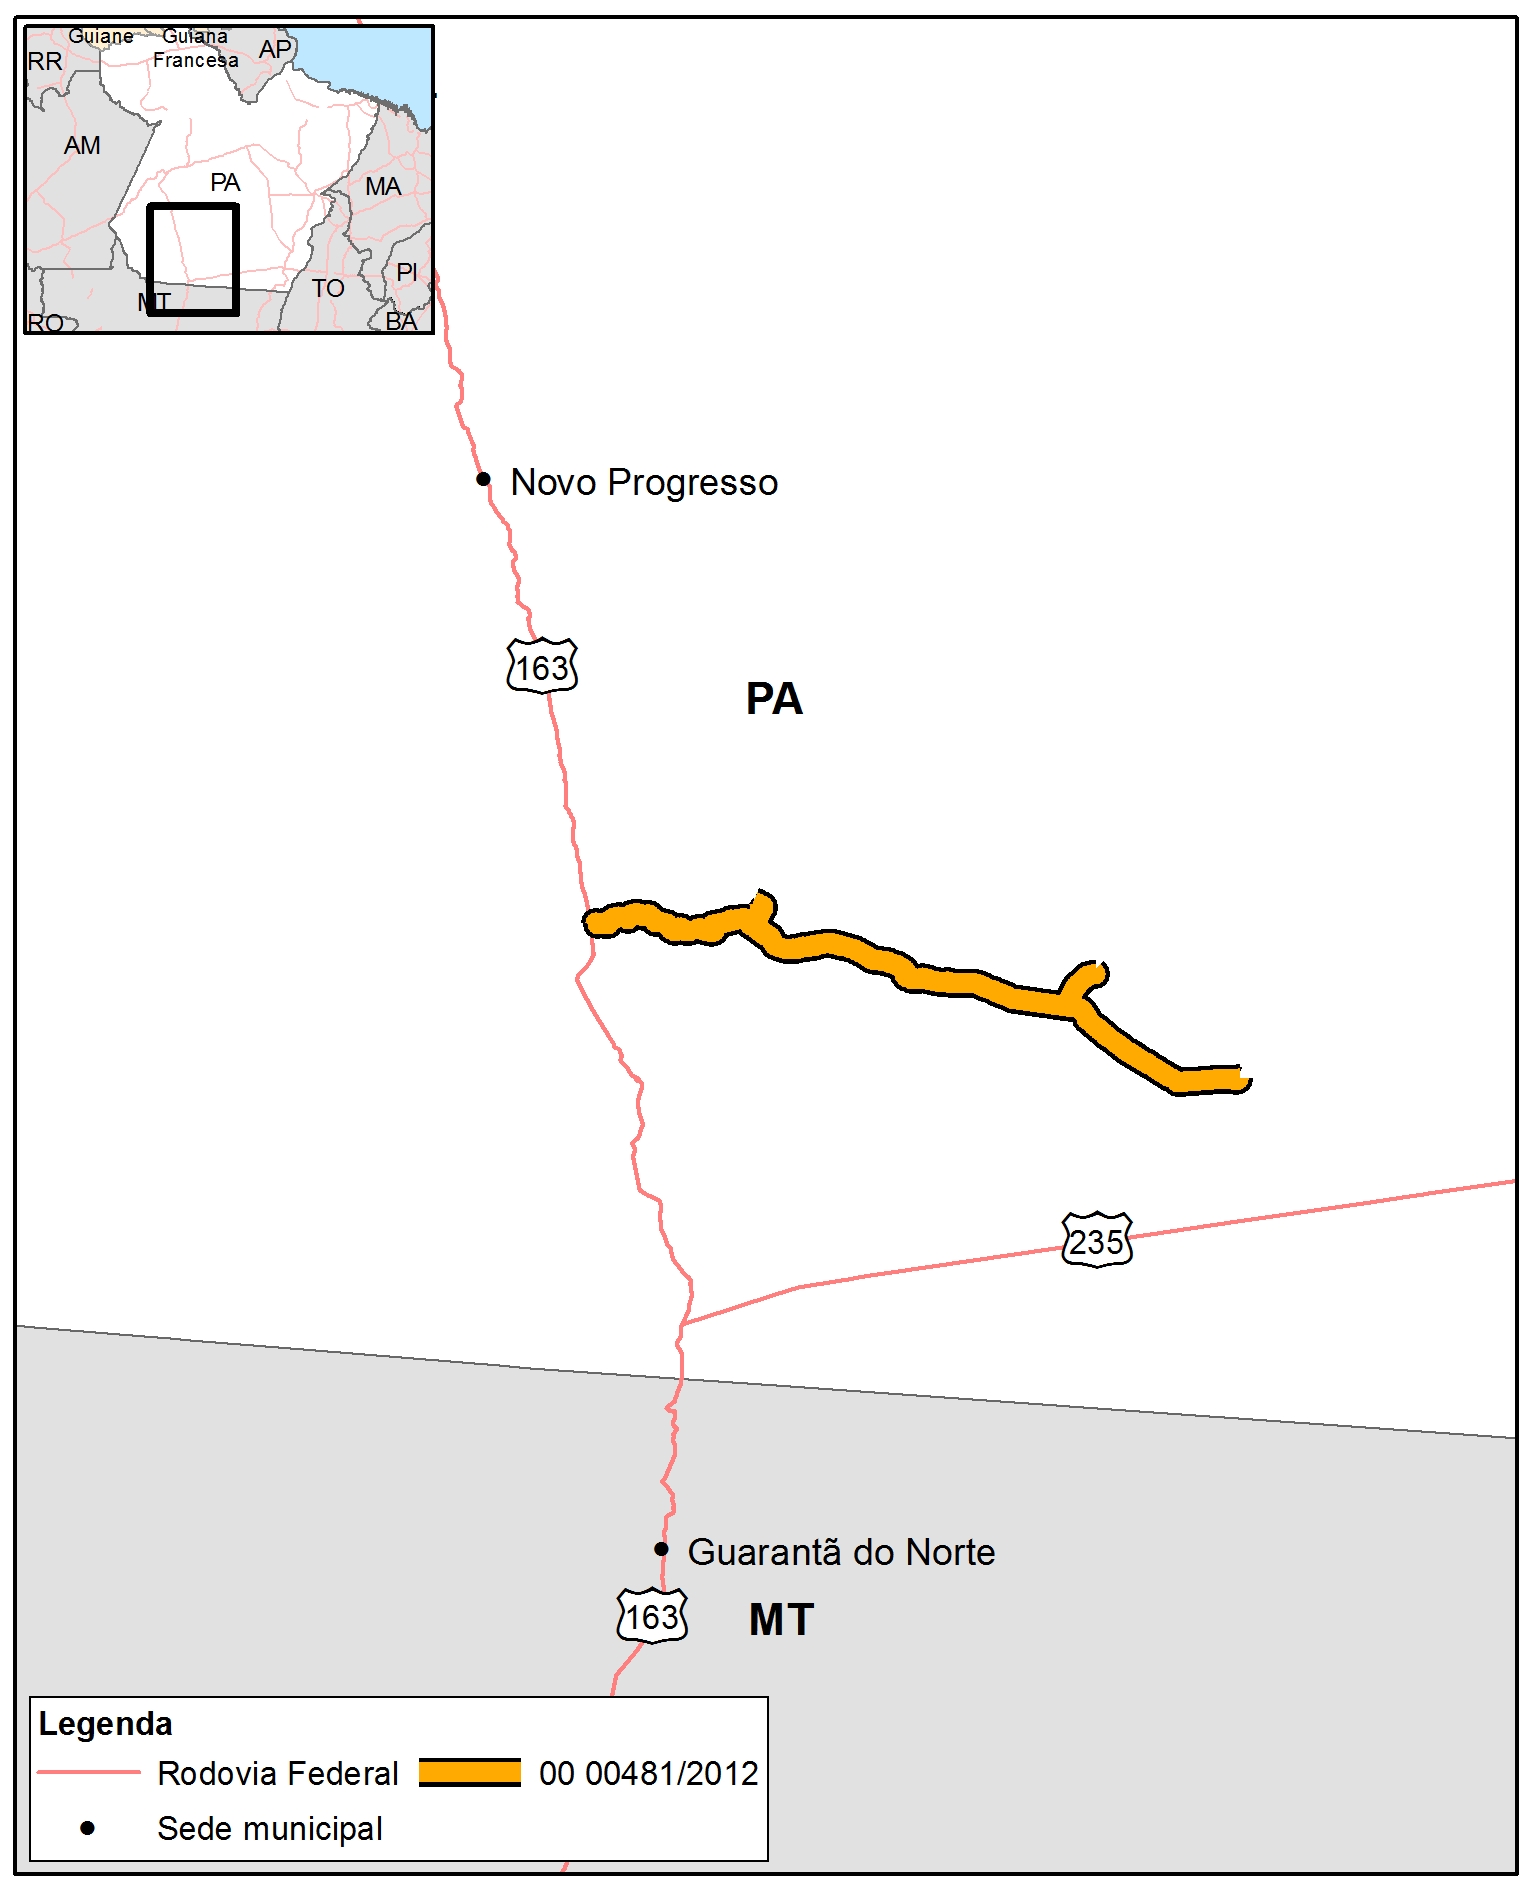 Guiane
Guiana
Francesa
AP
RR
AM
PA
MA
PI
TO
MT
RO
BA
Novo Progresso
163
PA
235
Guarantã do Norte
163
MT
Legenda
Rodovia Federal
00 00481/2012
Sede municipal